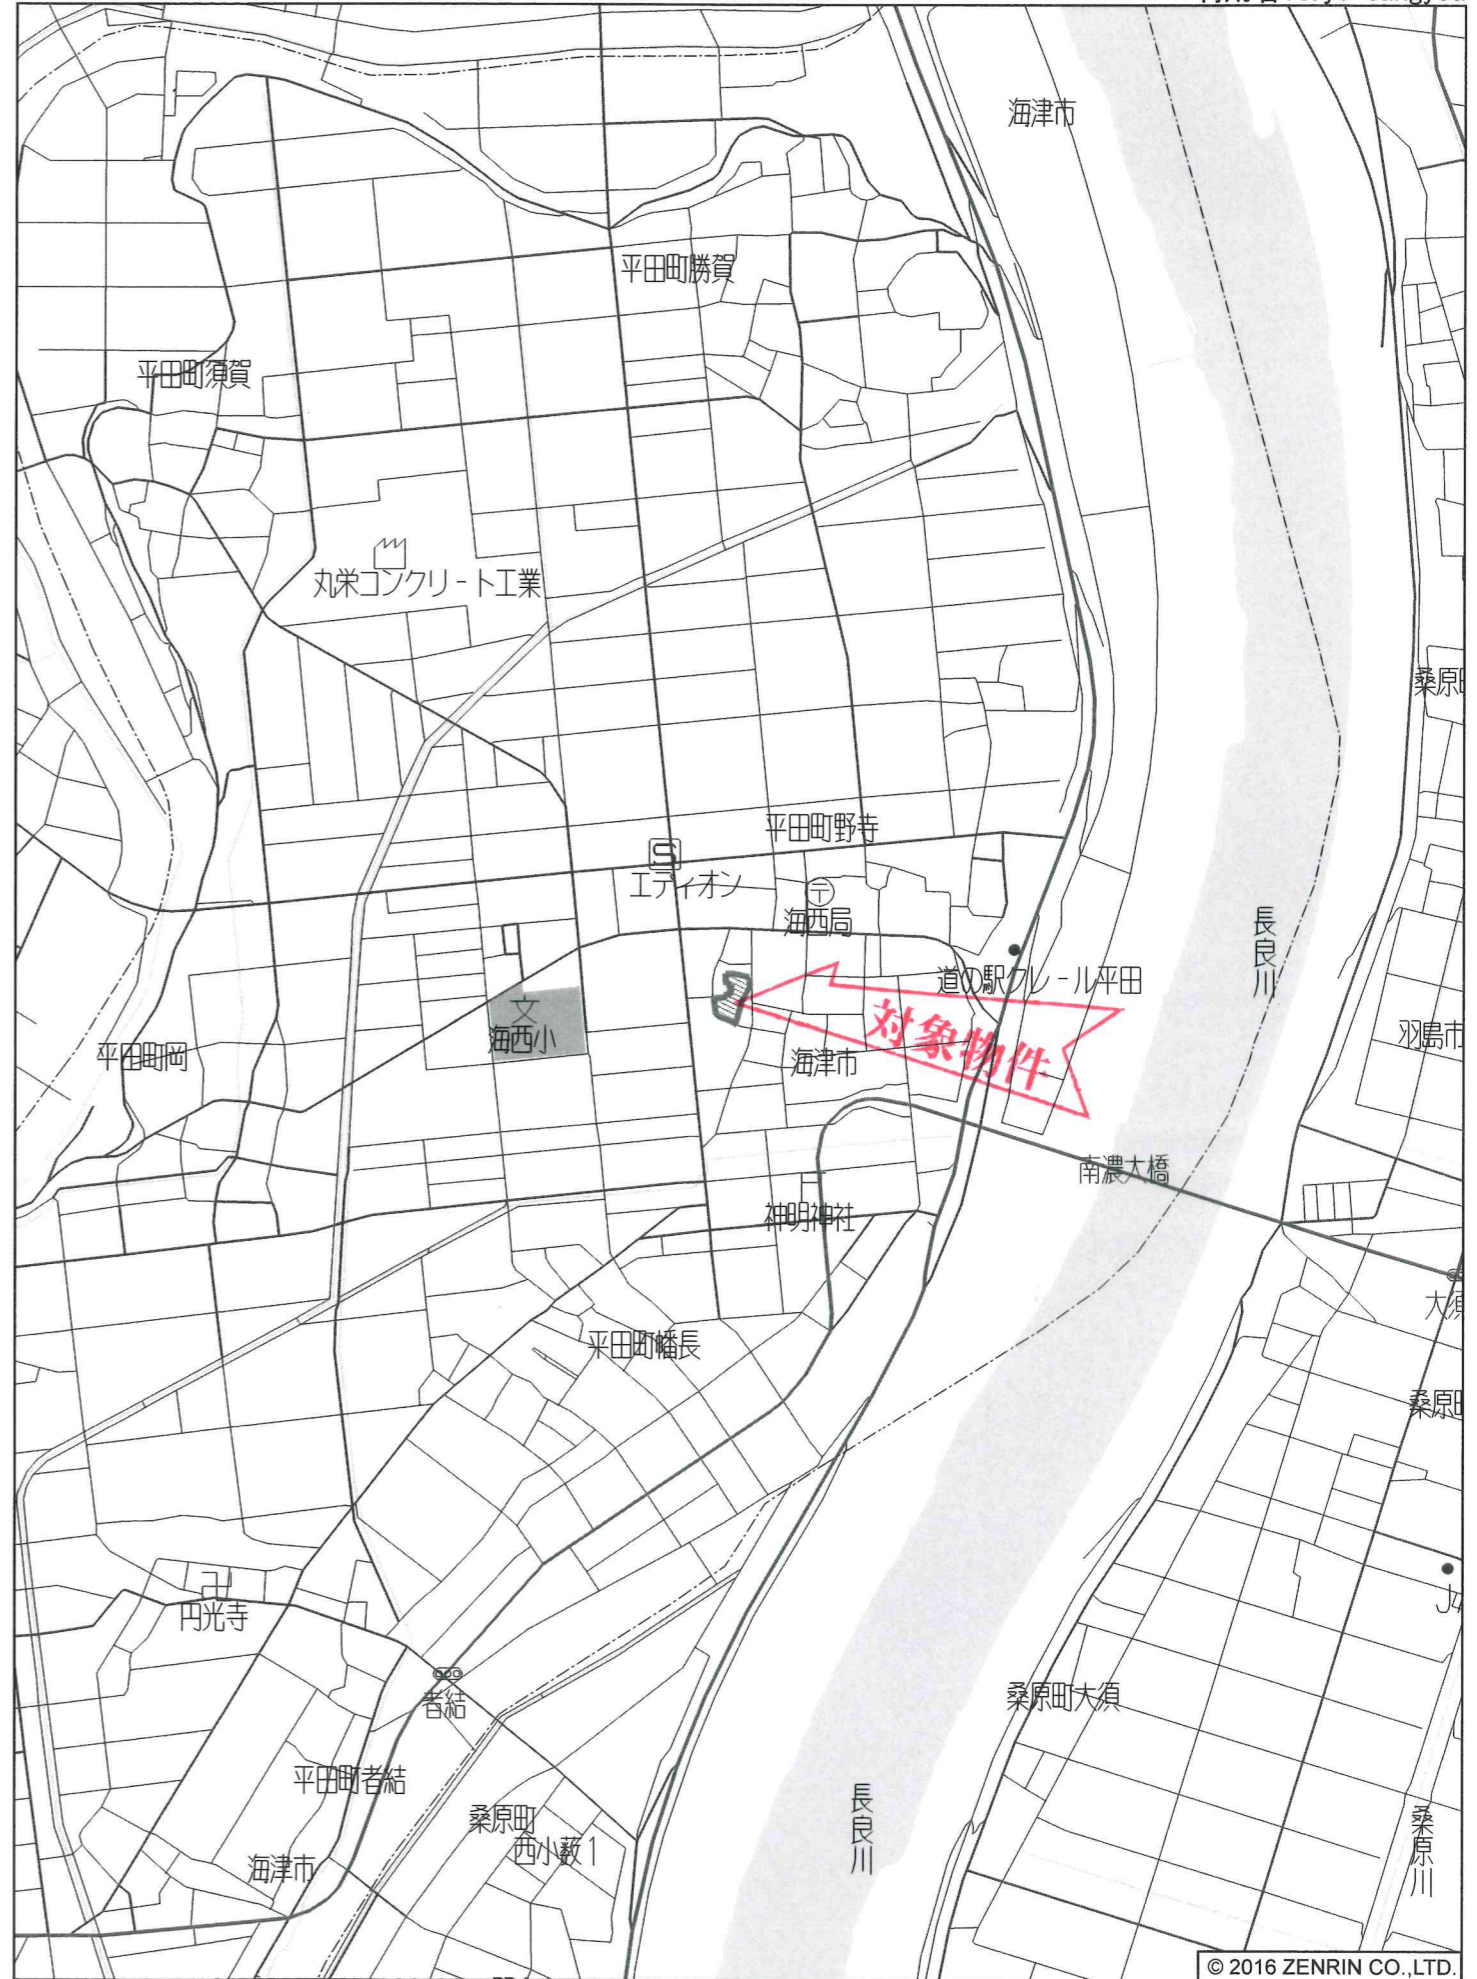 海津市
平田町勝賀
平田町須賀
丸栄コンクリ-ト工業
桑原
平田町野寺
S
エディオン
〒
海西局
長良川
道の駅クレ-ル平田
対象物件
文
海西小
羽島市
平田町岡
海津市
南濃大橋
神明神社
大須
平田町幡長
桑原
円光寺
者結
桑原町大須
平田町者結
桑原町
西小薮1
長良川
桑原川
海津市
© 2016 ZENRIN CO.,LTD.